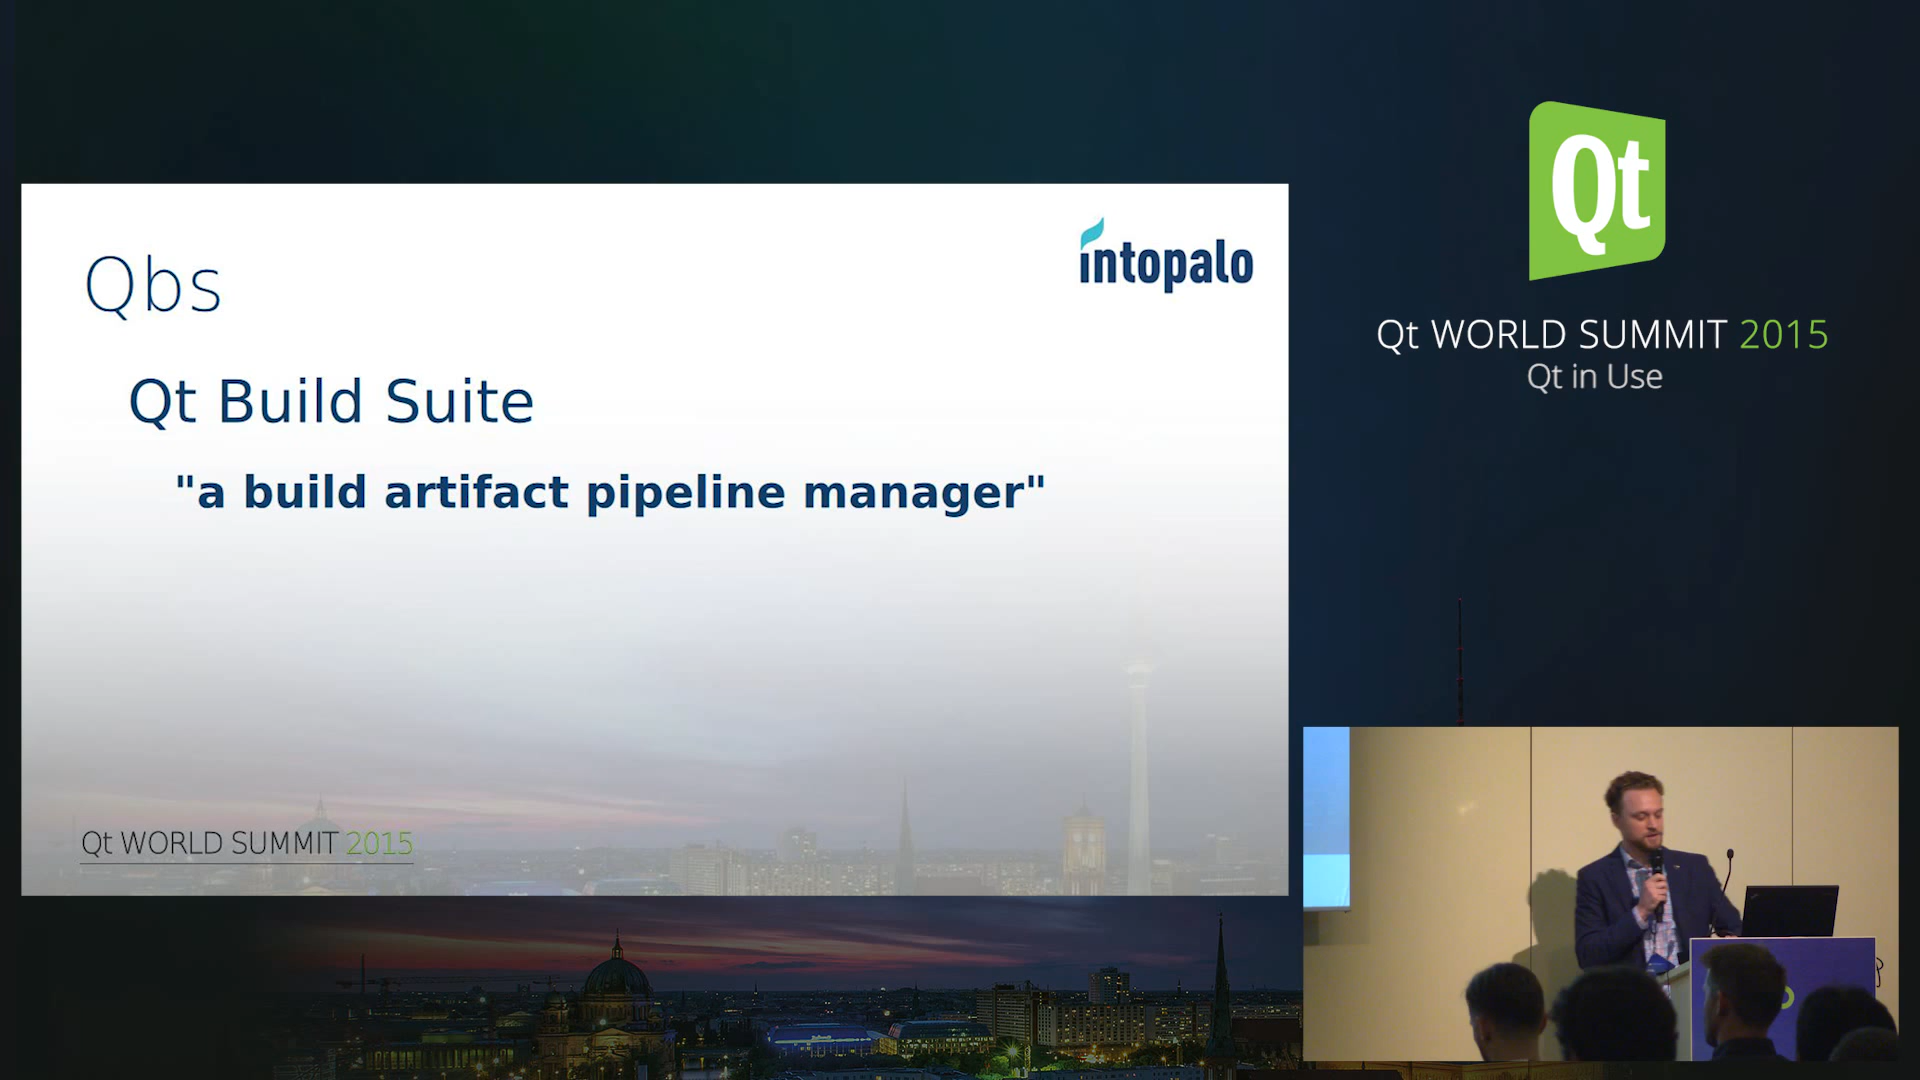 Qbs
intopalo
Qt Build Suite
"a build artifact pipeline manager"
Qt WORLD SUMMIT 2015
Qt
Qt WORLD SUMMIT 2015
Qt in Use